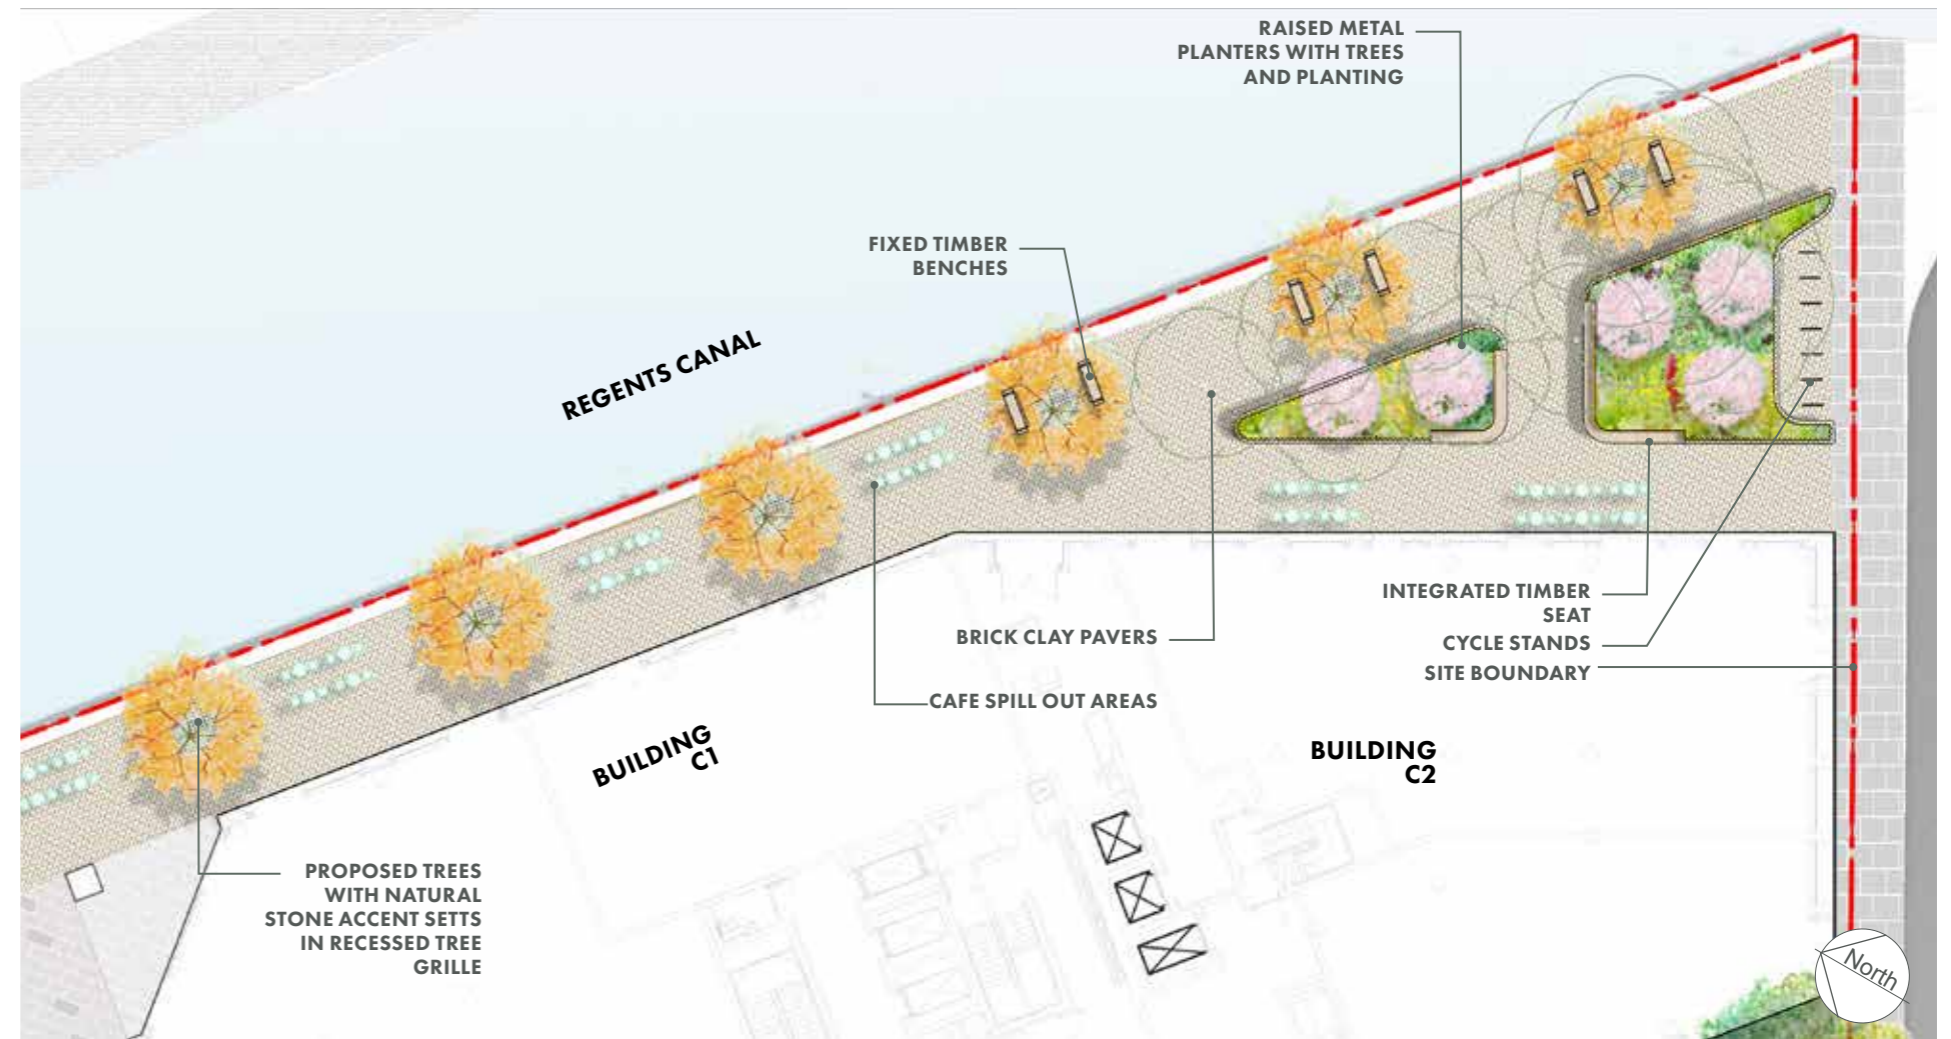 RAISED METAL
PLANTERS WITH TREES
AND PLANTING
FIXED TIMBER
BENCHES
REGENTS CANAL
INTEGRATED TIMBER
SEAT
BRICK CLAY PAVERS
CYCLE STANDS
SITE BOUNDARY
CAFE SPILL OUT AREAS
BUILDING
C1
BUILDING
C2
PROPOSED TREES
WITH NATURAL
STONE ACCENT SETTS
IN RECESSED TREE
GRILLE
North